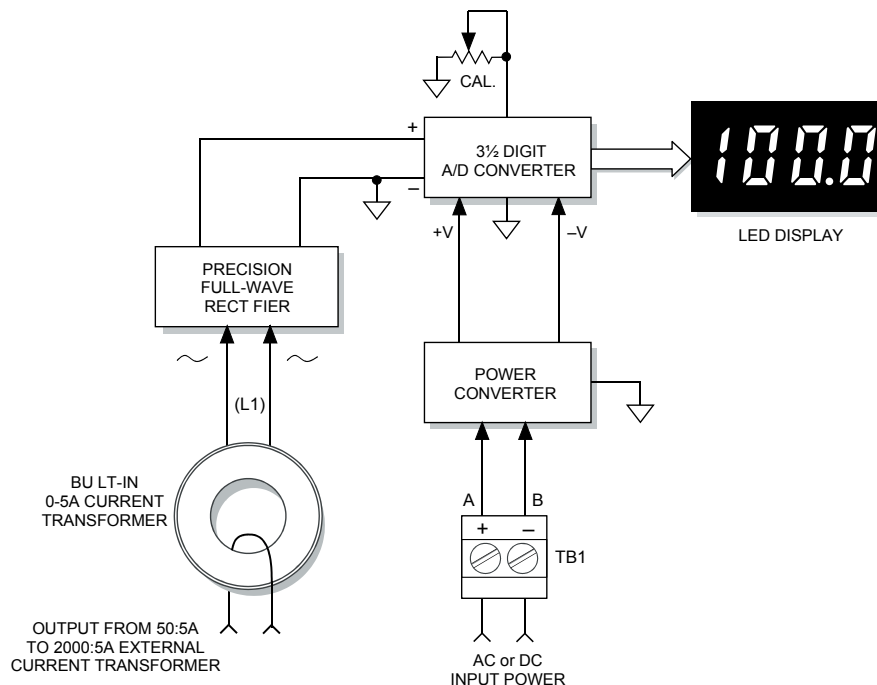 CAL.
+
3½ DIGIT
A/D CONVERTER
–
100.0
LED DISPLAY
+V
–V
PRECISION
FULL-WAVE
RECT FIER
POWER
CONVERTER
(L1)
BU LT-IN
0-5A CURRENT
TRANSFORMER
A
B
+ –
TB1
OUTPUT FROM 50:5A
TO 2000:5A EXTERNAL
CURRENT TRANSFORMER
AC or DC
INPUT POWER